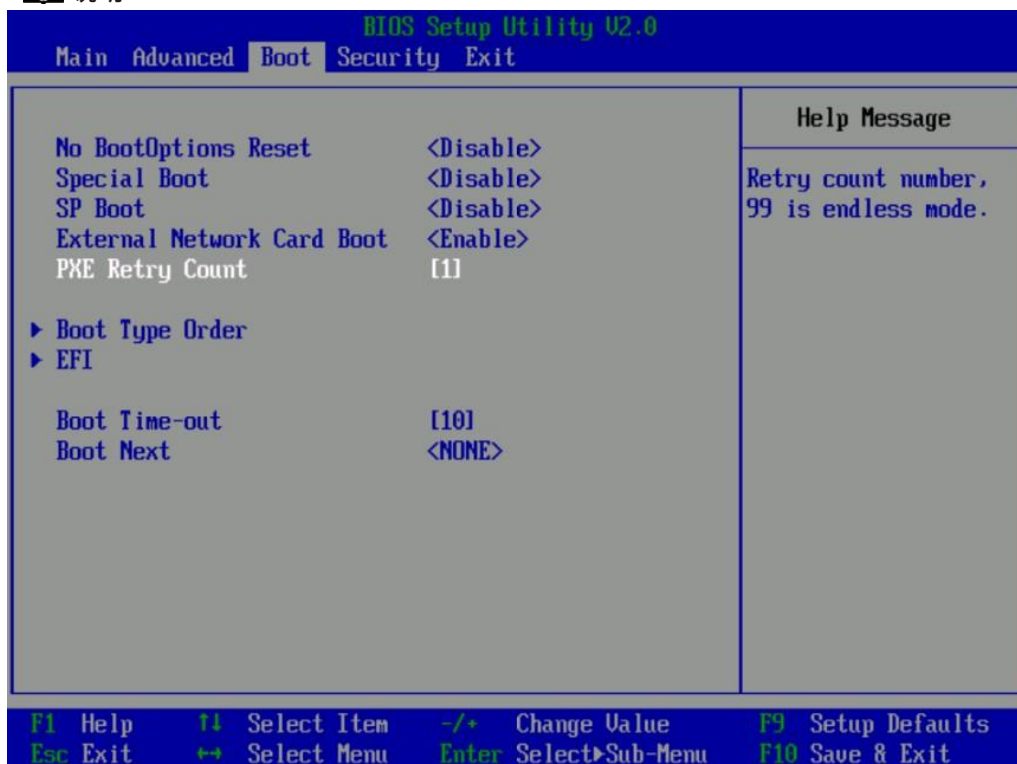 BIOS Setup Utility V2.0
Main Advanced Boot Security Exit
Help Message
No BootOptions Reset <Disable>
Special Boot <Disable>
SP Boot <Disable>
External Network Card Boot <Enable>
PXE Retry Count [1]
Retry count number,
99 is endless mode.
▶ Boot Type Order
▶ EFI
Boot Time-out [10]
Boot Next <NONE>
F1 Help ↑↓ Select Item -/+ Change Value F9 Setup Defaults
Esc Exit ↔ Select Menu Enter Select▶Sub-Menu F10 Save & Exit